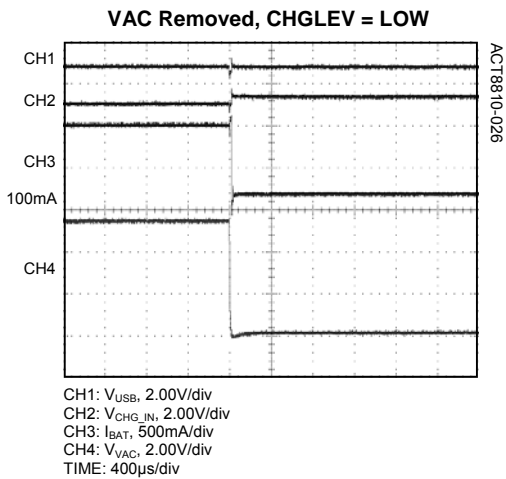 VAC Removed, CHGLEV = LOW
CH1
CH2
CH3
100mA
CH4
ACT8810-026
CH1: VUSB, 2.00V/div
CH2: VCHG_IN, 2.00V/div
CH3: IBAT, 500mA/div
CH4: VVAC, 2.00V/div
TIME: 400µs/div